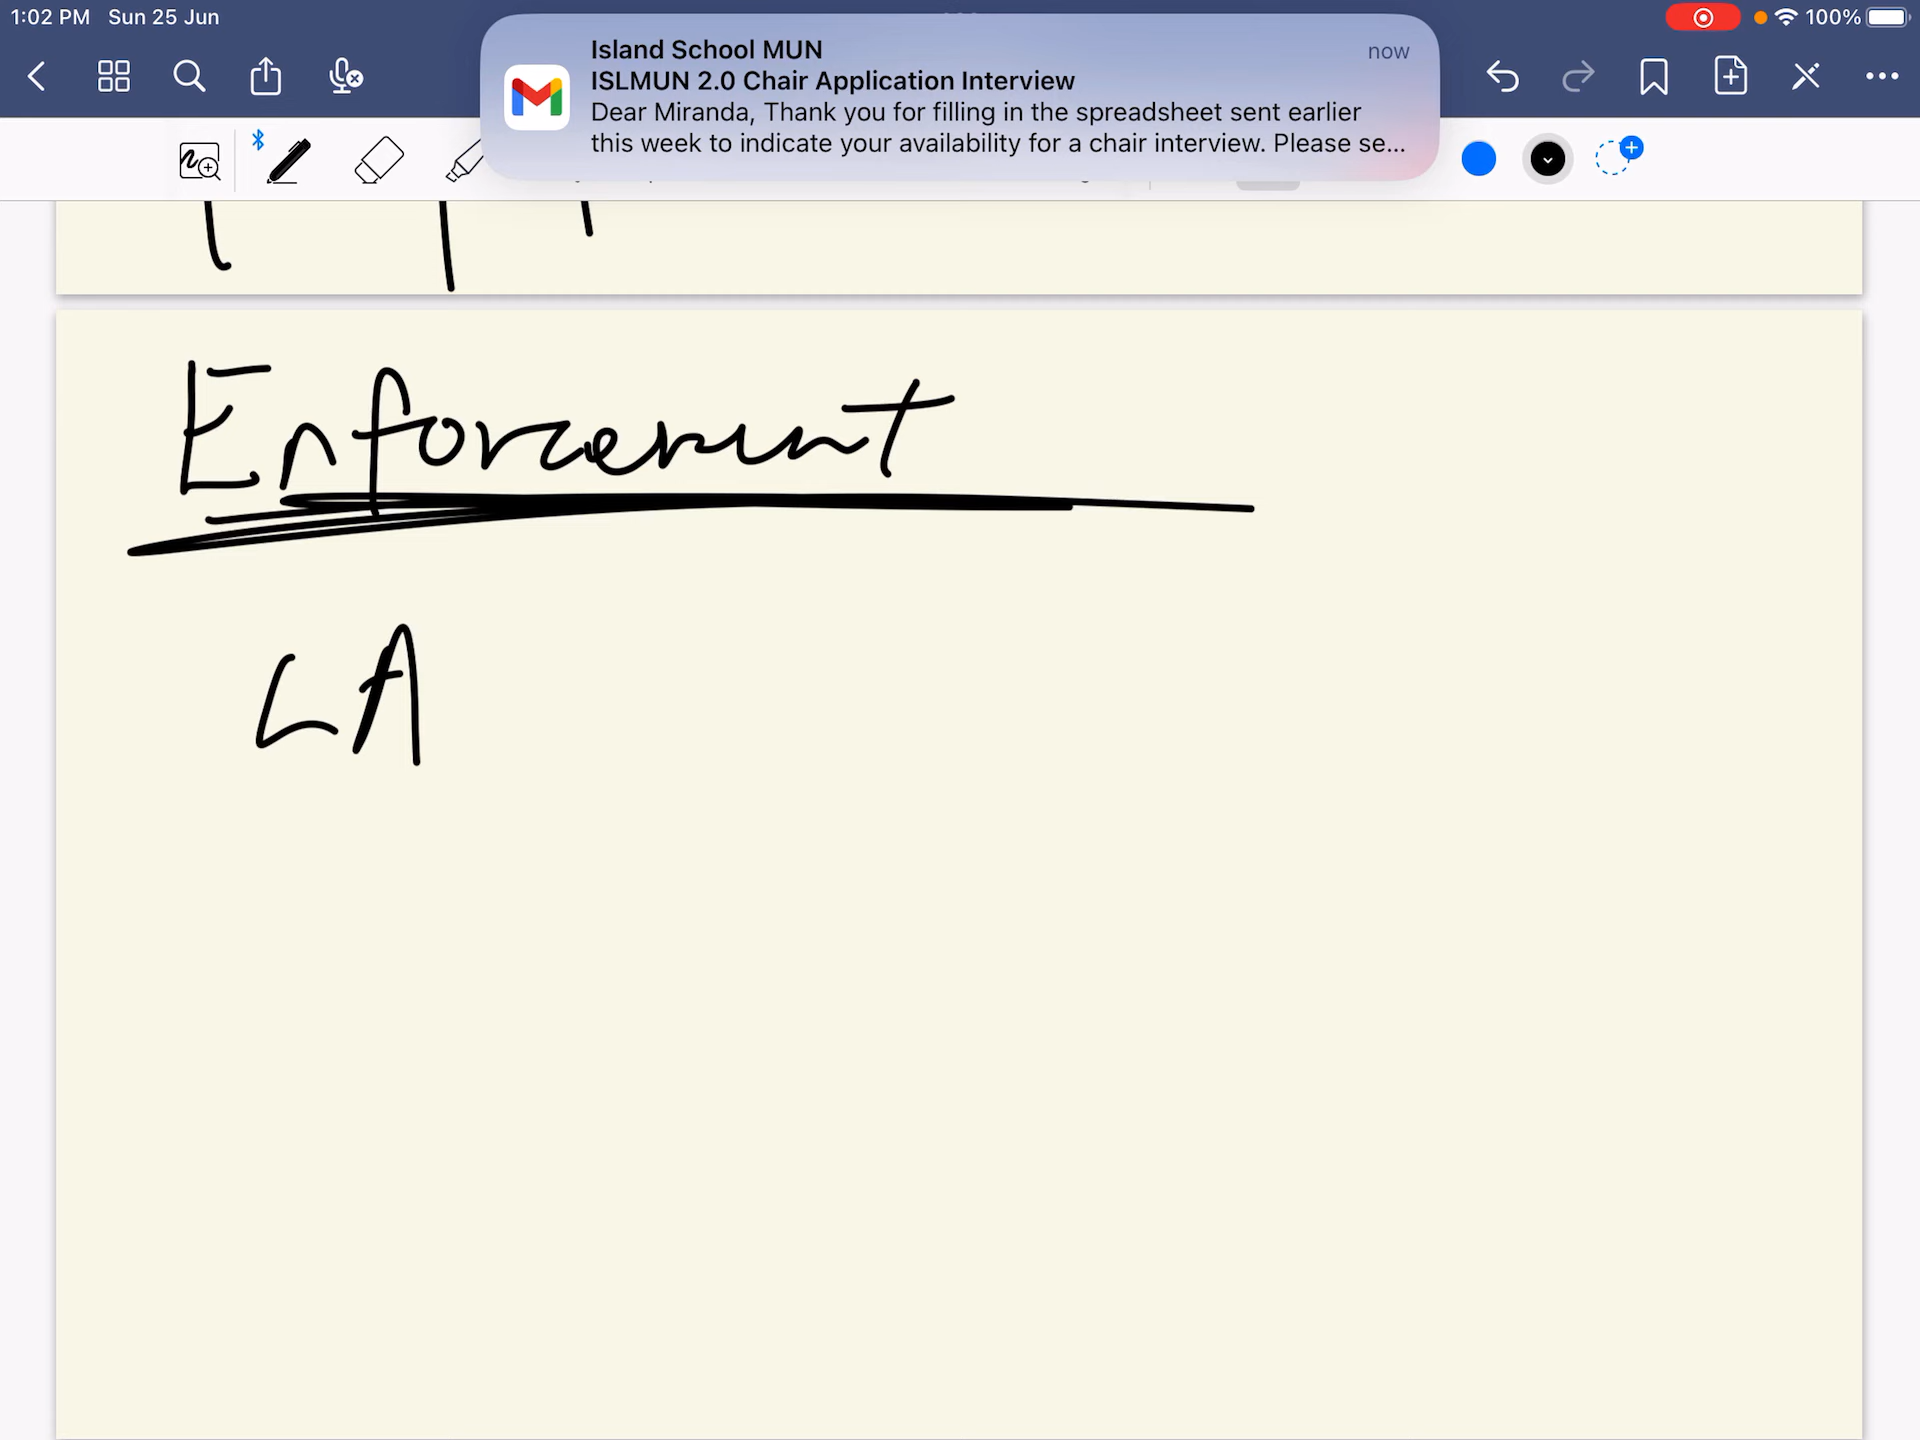 1:02 PM Sun 25 Jun
100%
Island School MUN
now
ISLMUN 2.0 Chair Application Interview
Dear Miranda, Thank you for filling in the spreadsheet sent earlier
this week to indicate your availability for a chair interview. Please se...
Enforcement
LA